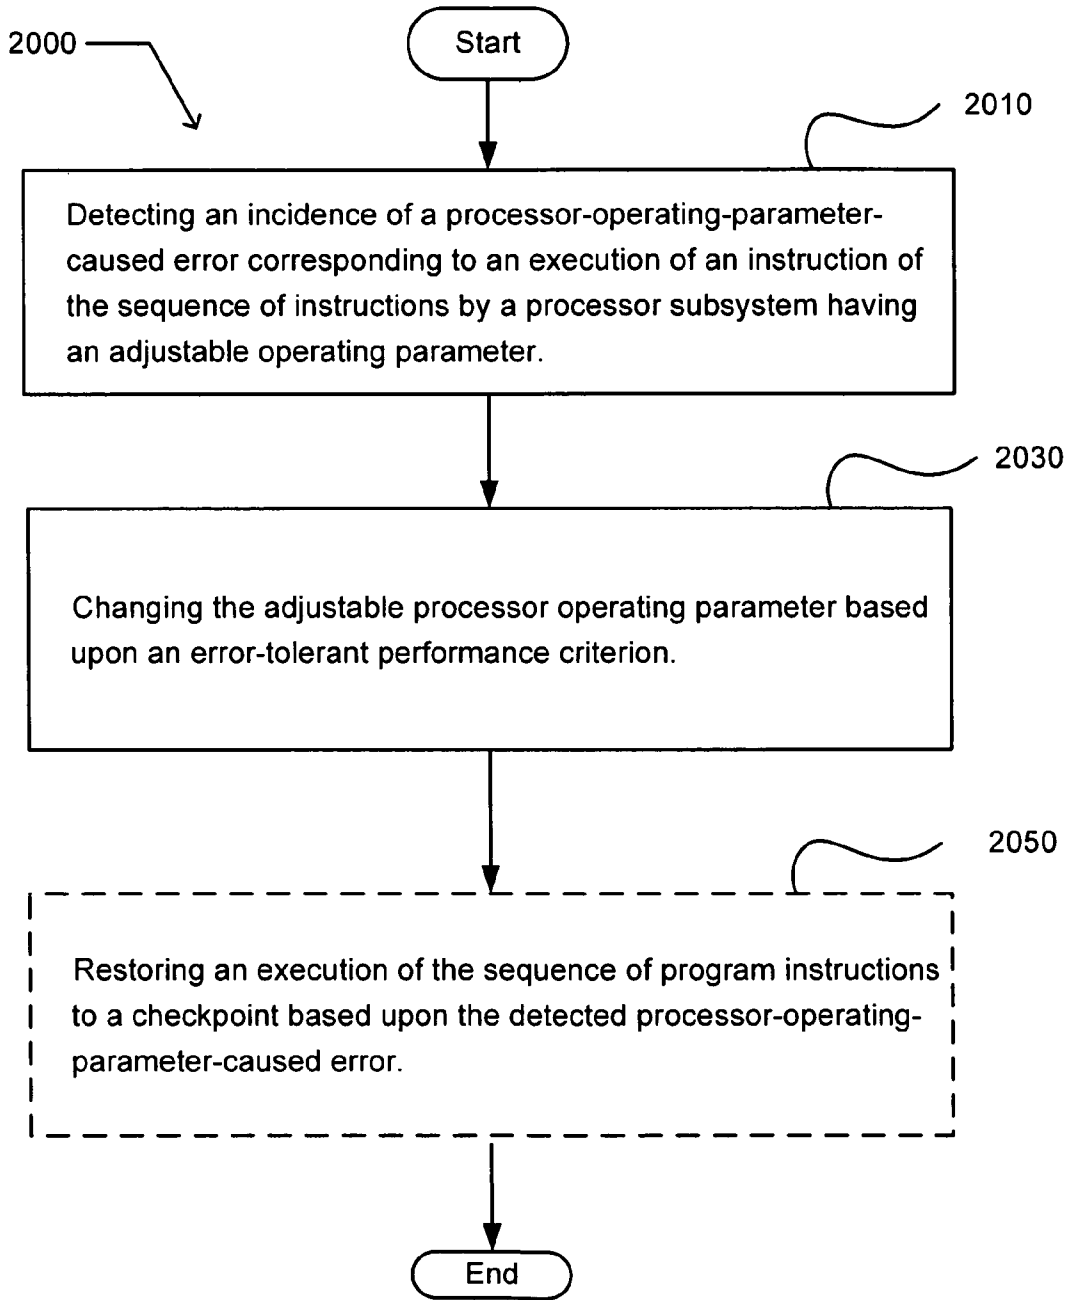 2000
Start
2010
Detecting an incidence of a processor-operating-parameter-
caused error corresponding to an execution of an instruction of
the sequence of instructions by a processor subsystem having
an adjustable operating parameter.
2030
Changing the adjustable processor operating parameter based
upon an error-tolerant performance criterion.
2050
Restoring an execution of the sequence of program instructions
to a checkpoint based upon the detected processor-operating-
parameter-caused error.
End